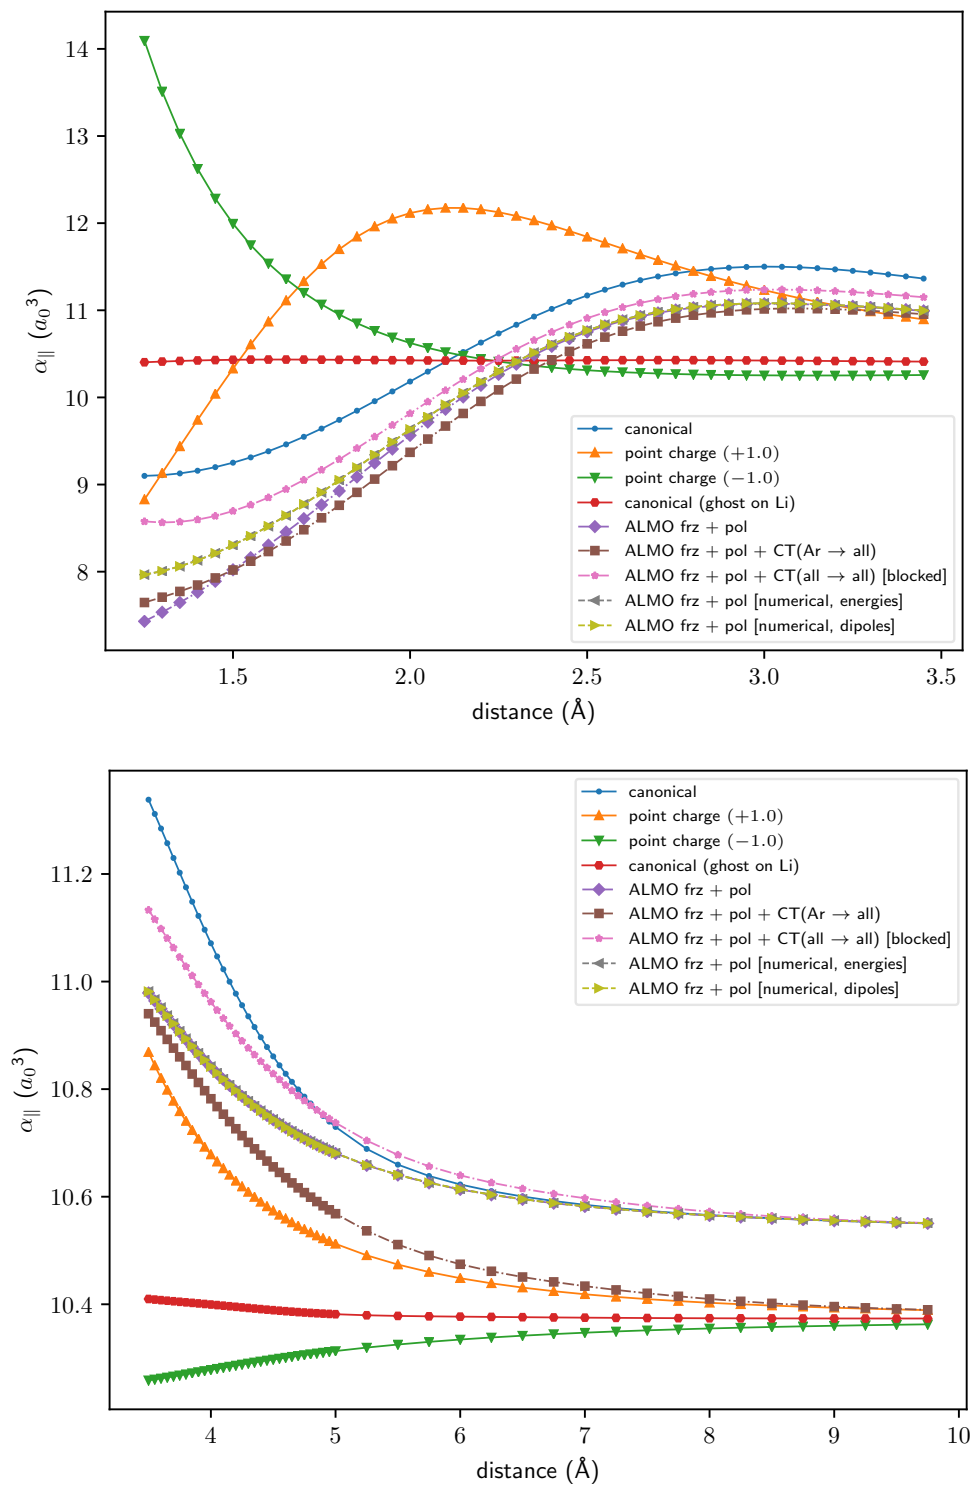 14
13
12
11
10
9
8
α∥ (a₀³)
canonical
point charge (+1.0)
point charge (−1.0)
canonical (ghost on Li)
ALMO frz + pol
ALMO frz + pol + CT(Ar → all)
ALMO frz + pol + CT(all → all) [blocked]
ALMO frz + pol [numerical, energies]
ALMO frz + pol [numerical, dipoles]
1.5 2.0 2.5 3.0 3.5
distance (Å)
canonical
point charge (+1.0)
point charge (−1.0)
canonical (ghost on Li)
ALMO frz + pol
ALMO frz + pol + CT(Ar → all)
ALMO frz + pol + CT(all → all) [blocked]
ALMO frz + pol [numerical, energies]
ALMO frz + pol [numerical, dipoles]
11.2
11.0
10.8
10.6
10.4
α∥ (a₀³)
4 5 6 7 8 9 10
distance (Å)